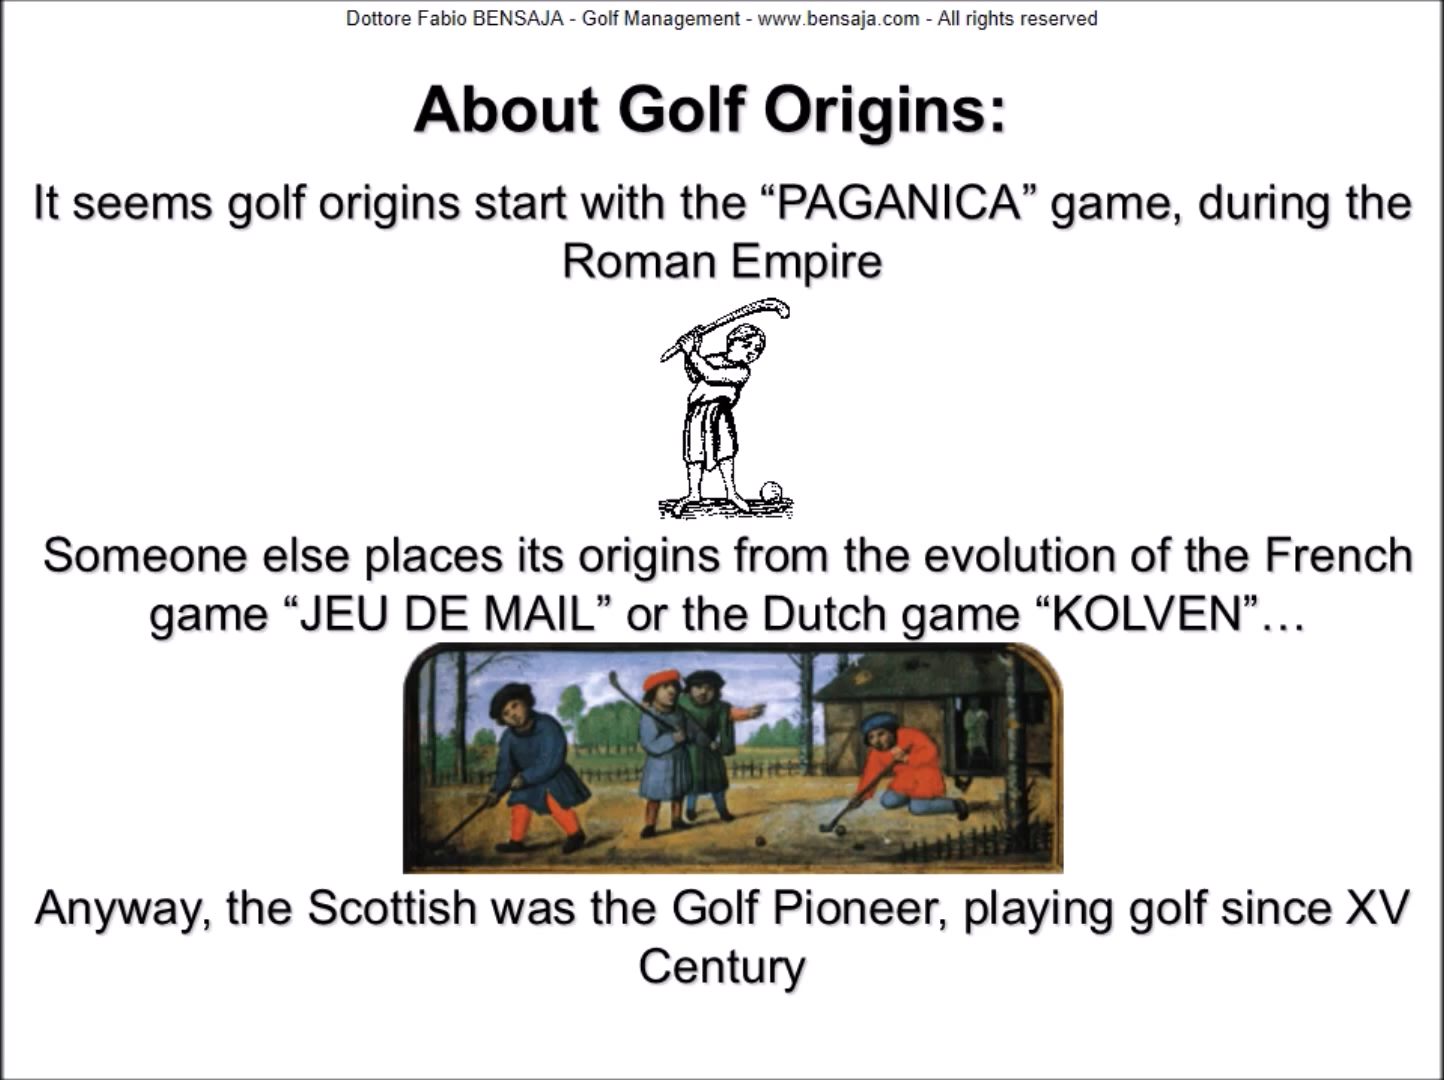 Dottore Fabio BENSAJA - Golf Management - www.bensaja.com - All rights reserved
About Golf Origins:
It seems golf origins start with the “PAGANICA” game, during the
Roman Empire
Someone else places its origins from the evolution of the French
game “JEU DE MAIL” or the Dutch game “KOLVEN”…
Anyway, the Scottish was the Golf Pioneer, playing golf since XV
Century